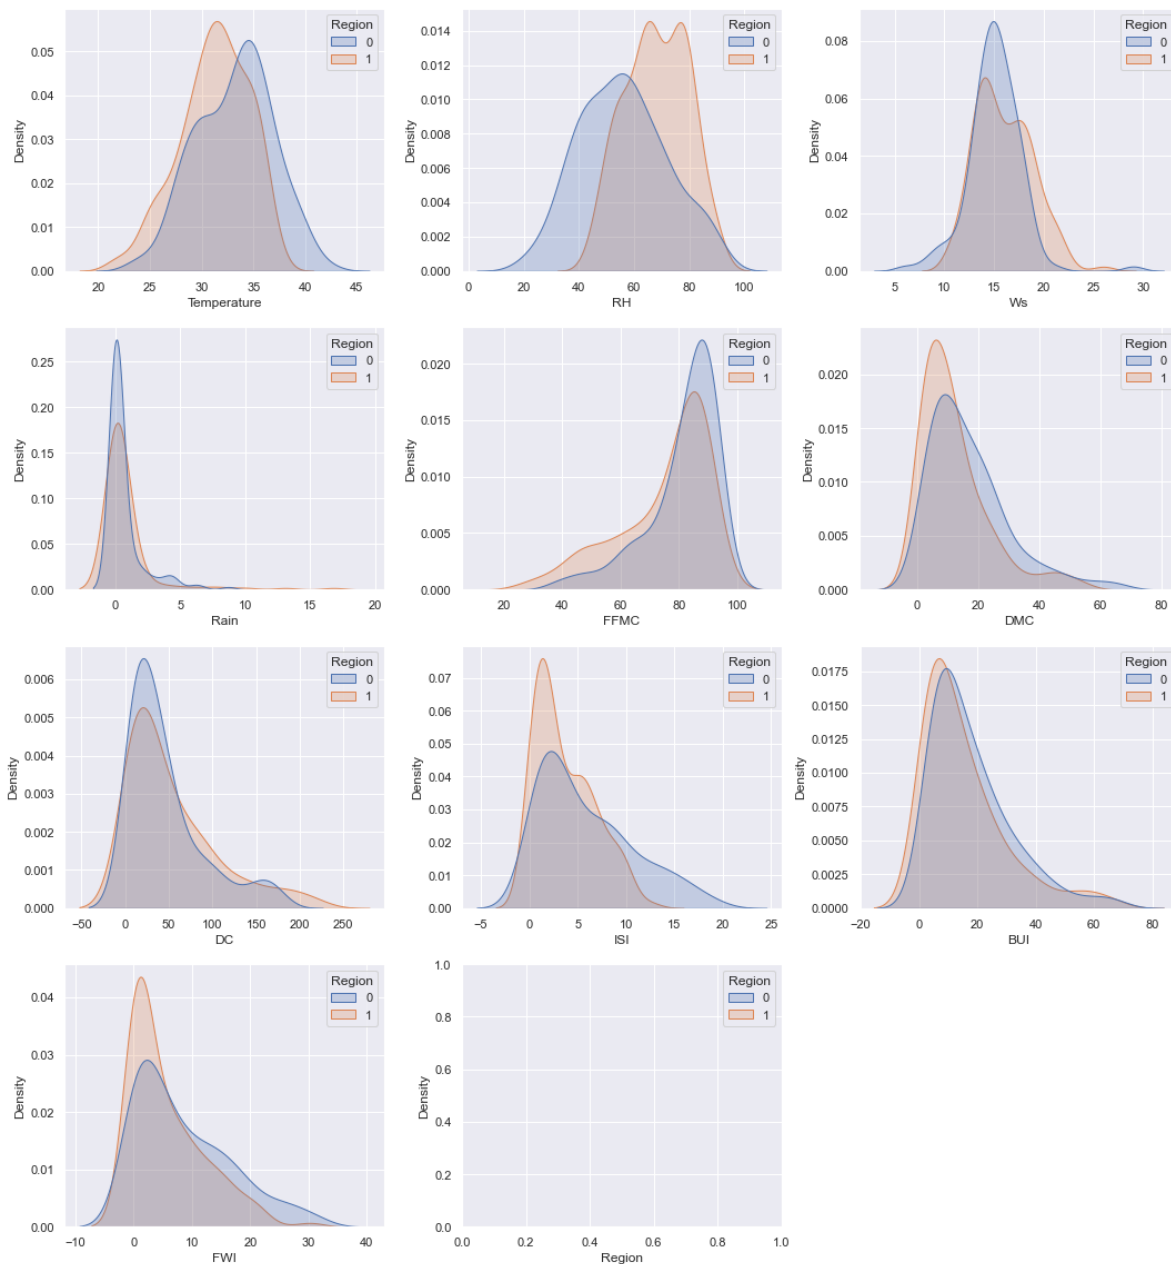 Region
0
1
0.05
0.04
0.03
0.02
0.01
0.00
Density
20 25 30 35 40 45
Temperature
Region
0
1
0.014
0.012
0.010
0.008
0.006
0.004
0.002
0.000
Density
0 20 40 60 80 100
RH
Region
0
1
0.08
0.06
0.04
0.02
0.00
Density
5 10 15 20 25 30
Ws
Region
0
1
0.25
0.20
0.15
0.10
0.05
0.00
Density
0 5 10 15 20
Rain
Region
0
1
0.020
0.015
0.010
0.005
0.000
Density
20 40 60 80 100
FFMC
Region
0
1
0.020
0.015
0.010
0.005
0.000
Density
0 20 40 60 80
DMC
Region
0
1
0.006
0.005
0.004
0.003
0.002
0.001
0.000
Density
−50 0 50 100 150 200 250
DC
Region
0
1
0.07
0.06
0.05
0.04
0.03
0.02
0.01
0.00
Density
−5 0 5 10 15 20 25
ISI
Region
0
1
0.0175
0.0150
0.0125
0.0100
0.0075
0.0050
0.0025
0.0000
Density
−20 0 20 40 60 80
BUI
Region
0
1
0.04
0.03
0.02
0.01
0.00
Density
−10 0 10 20 30 40
FWI
Region
0
1
1.0
0.8
0.6
0.4
0.2
0.0
Density
0.0 0.2 0.4 0.6 0.8 1.0
Region